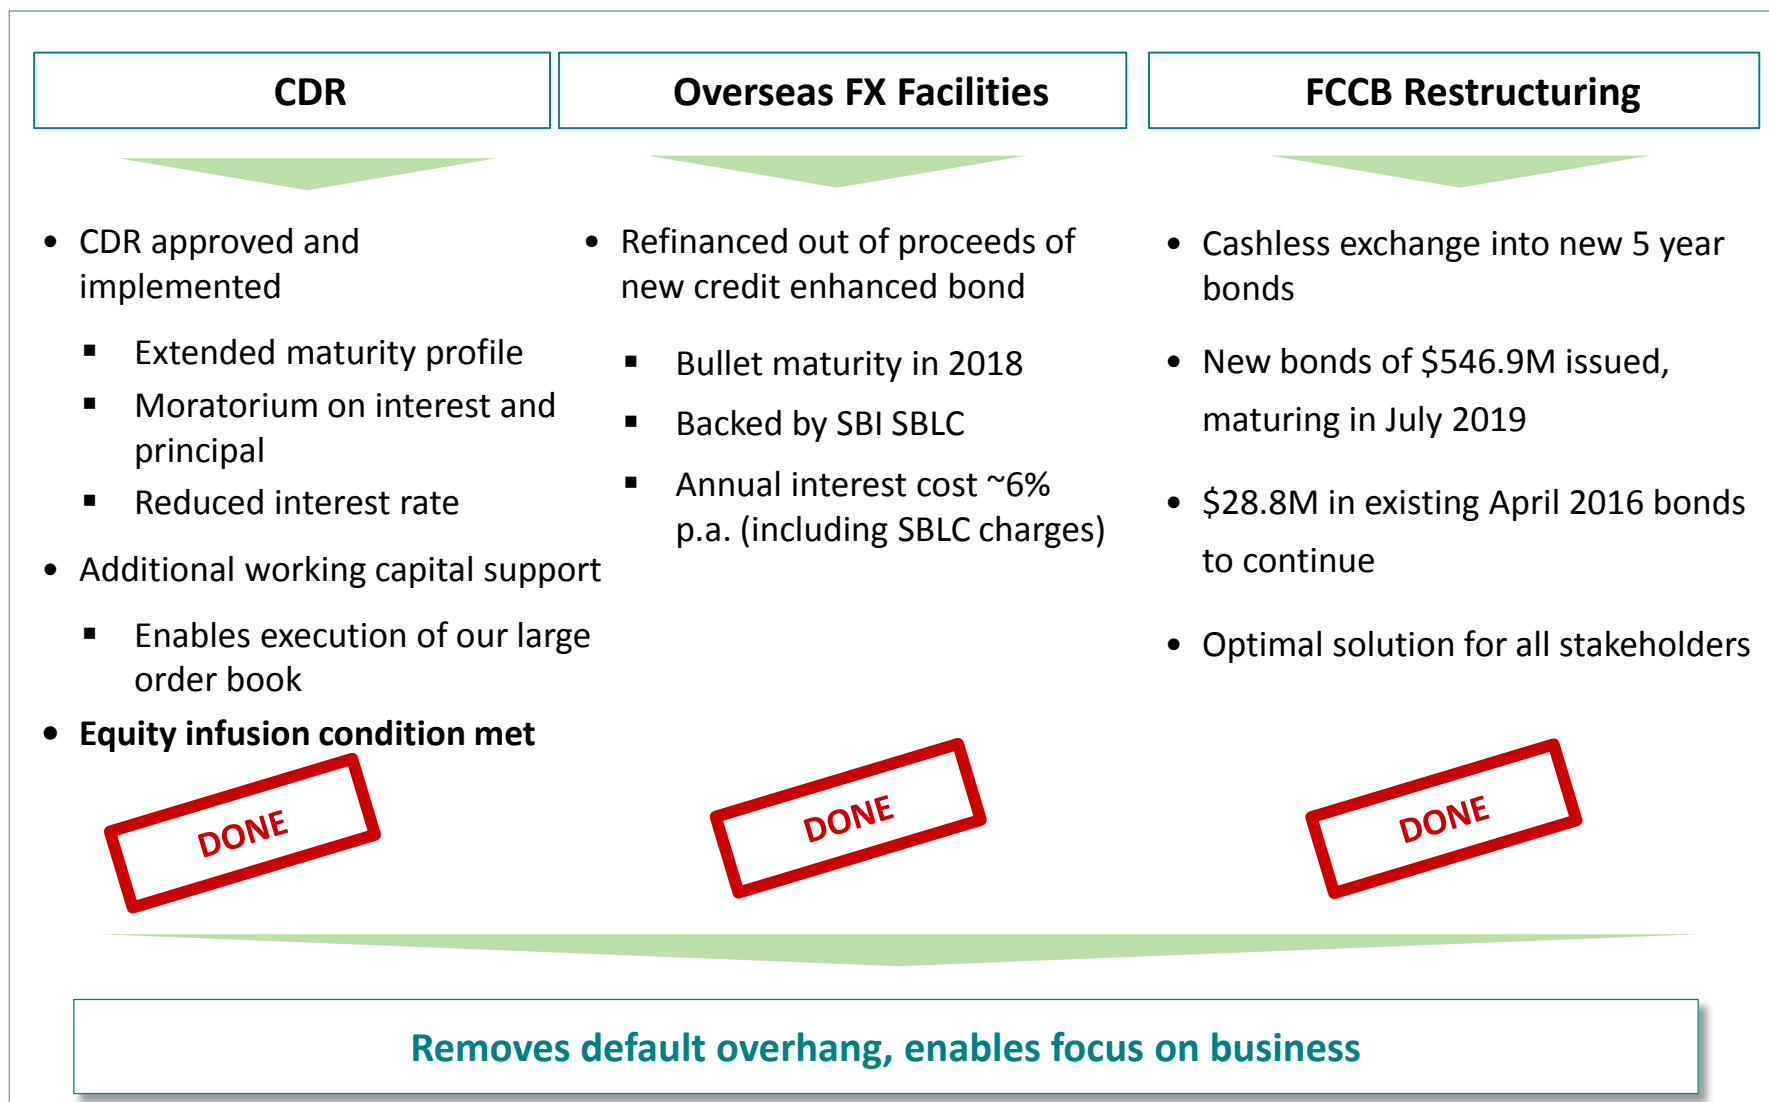 CDR
• CDR approved and
implemented
▪ Extended maturity profile
▪ Moratorium on interest and
principal
▪ Reduced interest rate
• Additional working capital support
▪ Enables execution of our large
order book
• Equity infusion condition met
DONE
Overseas FX Facilities
• Refinanced out of proceeds of
new credit enhanced bond
▪ Bullet maturity in 2018
▪ Backed by SBI SBLC
▪ Annual interest cost ~6%
p.a. (including SBLC charges)
DONE
FCCB Restructuring
• Cashless exchange into new 5 year
bonds
• New bonds of $546.9M issued,
maturing in July 2019
• $28.8M in existing April 2016 bonds
to continue
• Optimal solution for all stakeholders
DONE
Removes default overhang, enables focus on business